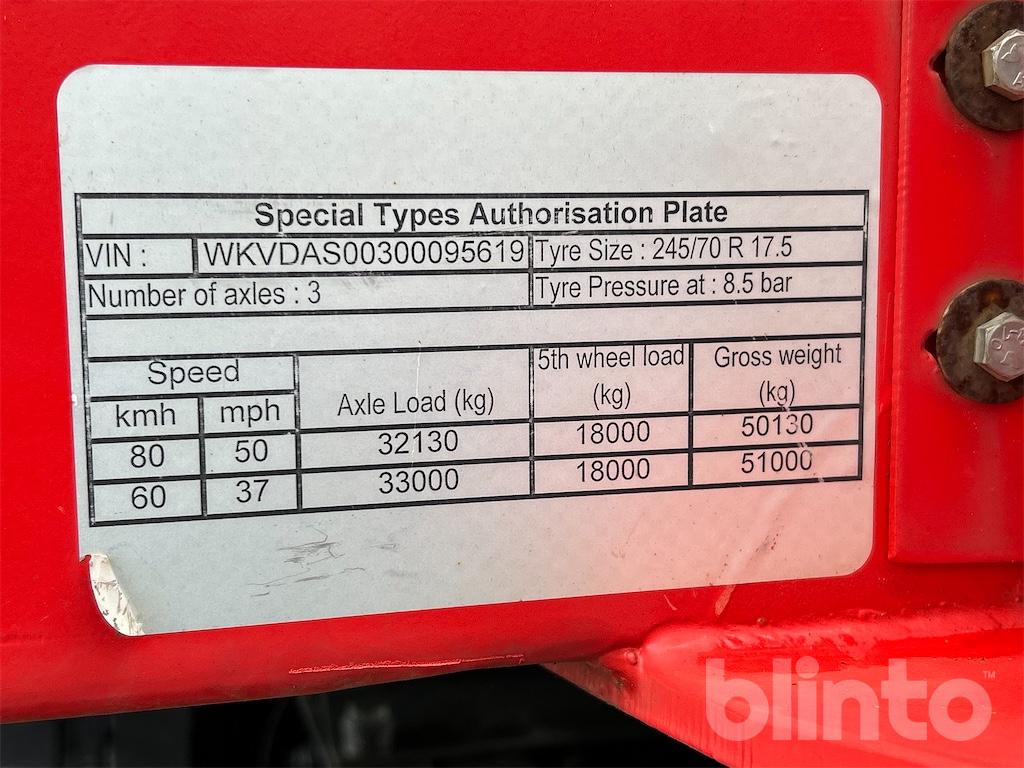 Special Types Authorisation Plate
VIN : WKVDAS00300095619 Tyre Size : 245/70 R 17.5
Number of axles : 3 Tyre Pressure at : 8.5 bar
Speed Axle Load (kg) 5th wheel load (kg) Gross weight (kg)
kmh mph
80 50 32130 18000 50130
60 37 33000 18000 51000
blinto™